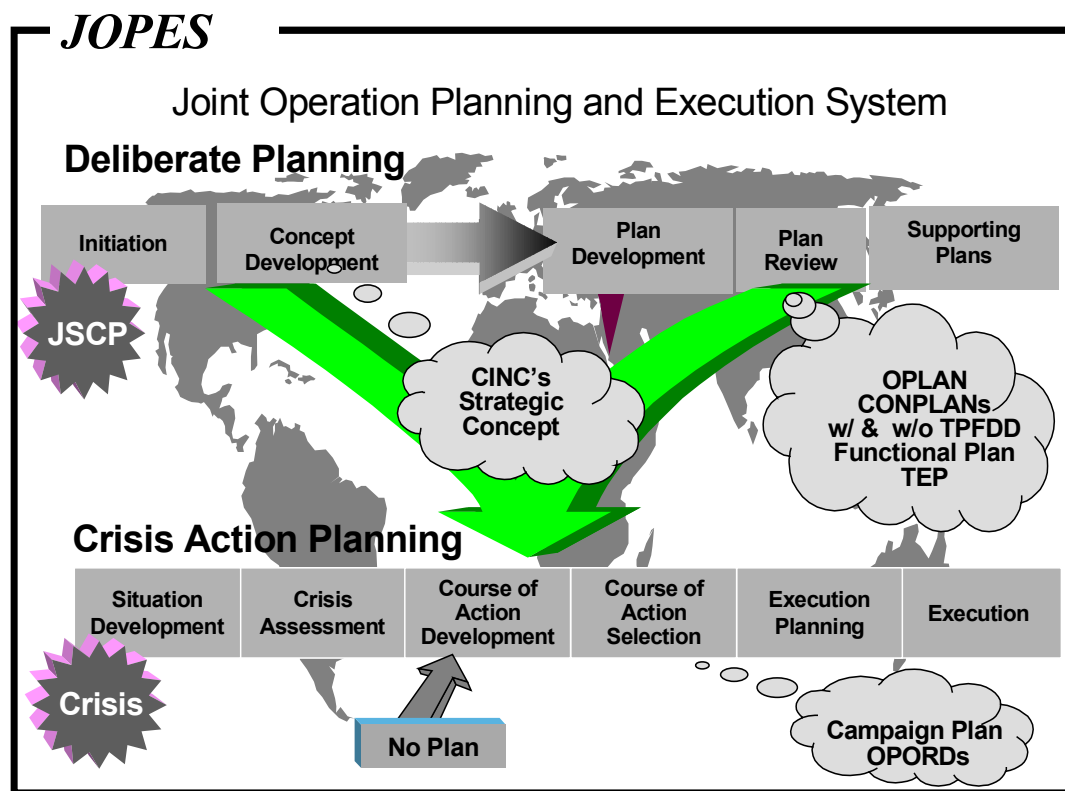 JOPES
Joint Operation Planning and Execution System
Deliberate Planning
Initiation
Concept
Development
Plan
Development
Plan
Review
Supporting
Plans
JSCP
CINC's
Strategic
Concept
OPLAN
CONPLANs
w/ & w/o TPFDD
Functional Plan
TEP
Crisis Action Planning
Situation
Development
Crisis
Assessment
Course of
Action
Development
Course of
Action
Selection
Execution
Planning
Execution
Crisis
No Plan
Campaign Plan
OPORDs